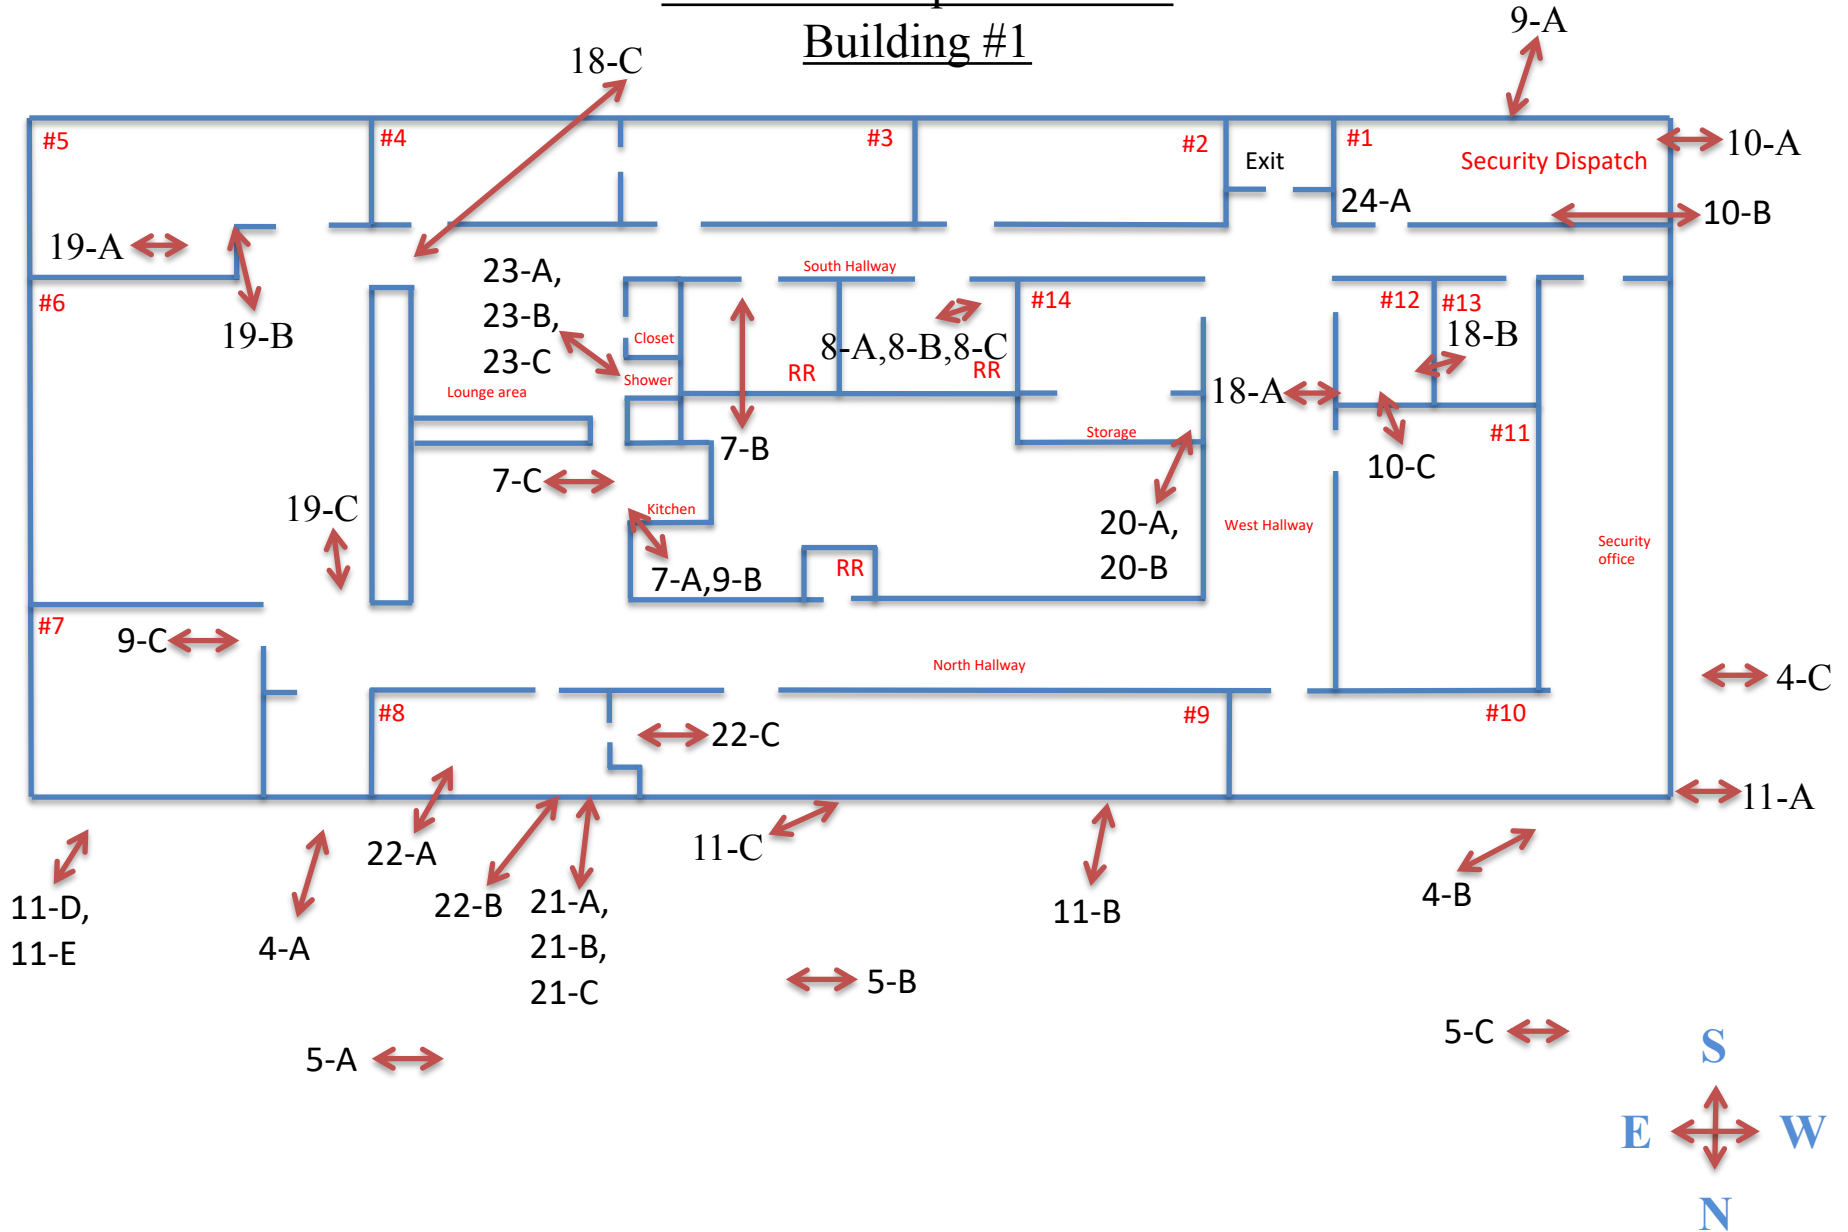 Building #1
9-A
18-C
#5
#4
#3
#2
Exit
#1
Security Dispatch
10-A
24-A
10-B
19-A
23-A,
23-B,
23-C
South Hallway
#6
19-B
Closet
#14
#12
#13
18-B
8-A,8-B,8-C
RR
RR
Shower
Lounge area
18-A
Storage
#11
7-B
10-C
7-C
19-C
Kitchen
20-A,
20-B
West Hallway
Security
office
7-A,9-B
RR
#7
9-C
North Hallway
4-C
#8
22-C
#9
#10
11-A
22-A
11-C
22-B
21-A,
21-B,
21-C
11-B
4-B
11-D,
11-E
4-A
5-B
5-C
5-A
S
E
W
N